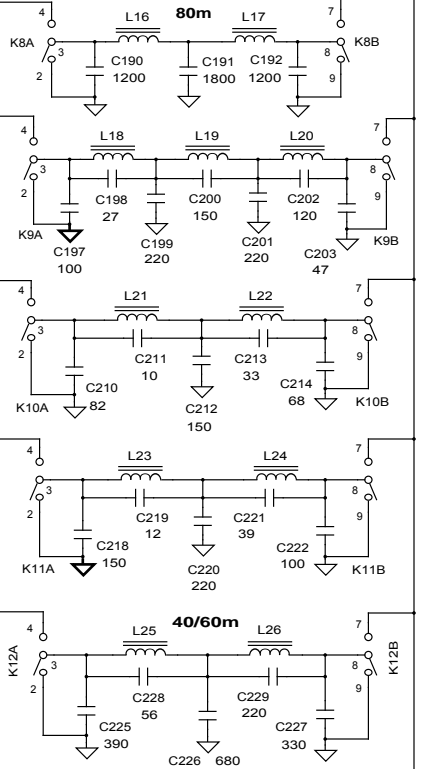 4
L16
80m
L17
7
K8A
3
K8B
8
2
C190
1200
C191
1800
C192
1200
9
4
L18
L19
L20
7
3
8
2
C198
27
C200
150
C202
120
9
K9A
C197
100
C199
220
C201
220
C203
47
K9B
4
L21
L22
7
3
8
2
C211
10
C213
33
9
C210
82
C212
150
C214
68
K10A
K10B
4
L23
L24
7
3
8
2
C219
12
C221
39
9
C218
150
C220
220
C222
100
K11A
K11B
40/60m
4
L25
L26
7
K12A
3
8
K12B
2
C228
56
C229
220
9
C225
390
C226 680
C227
330